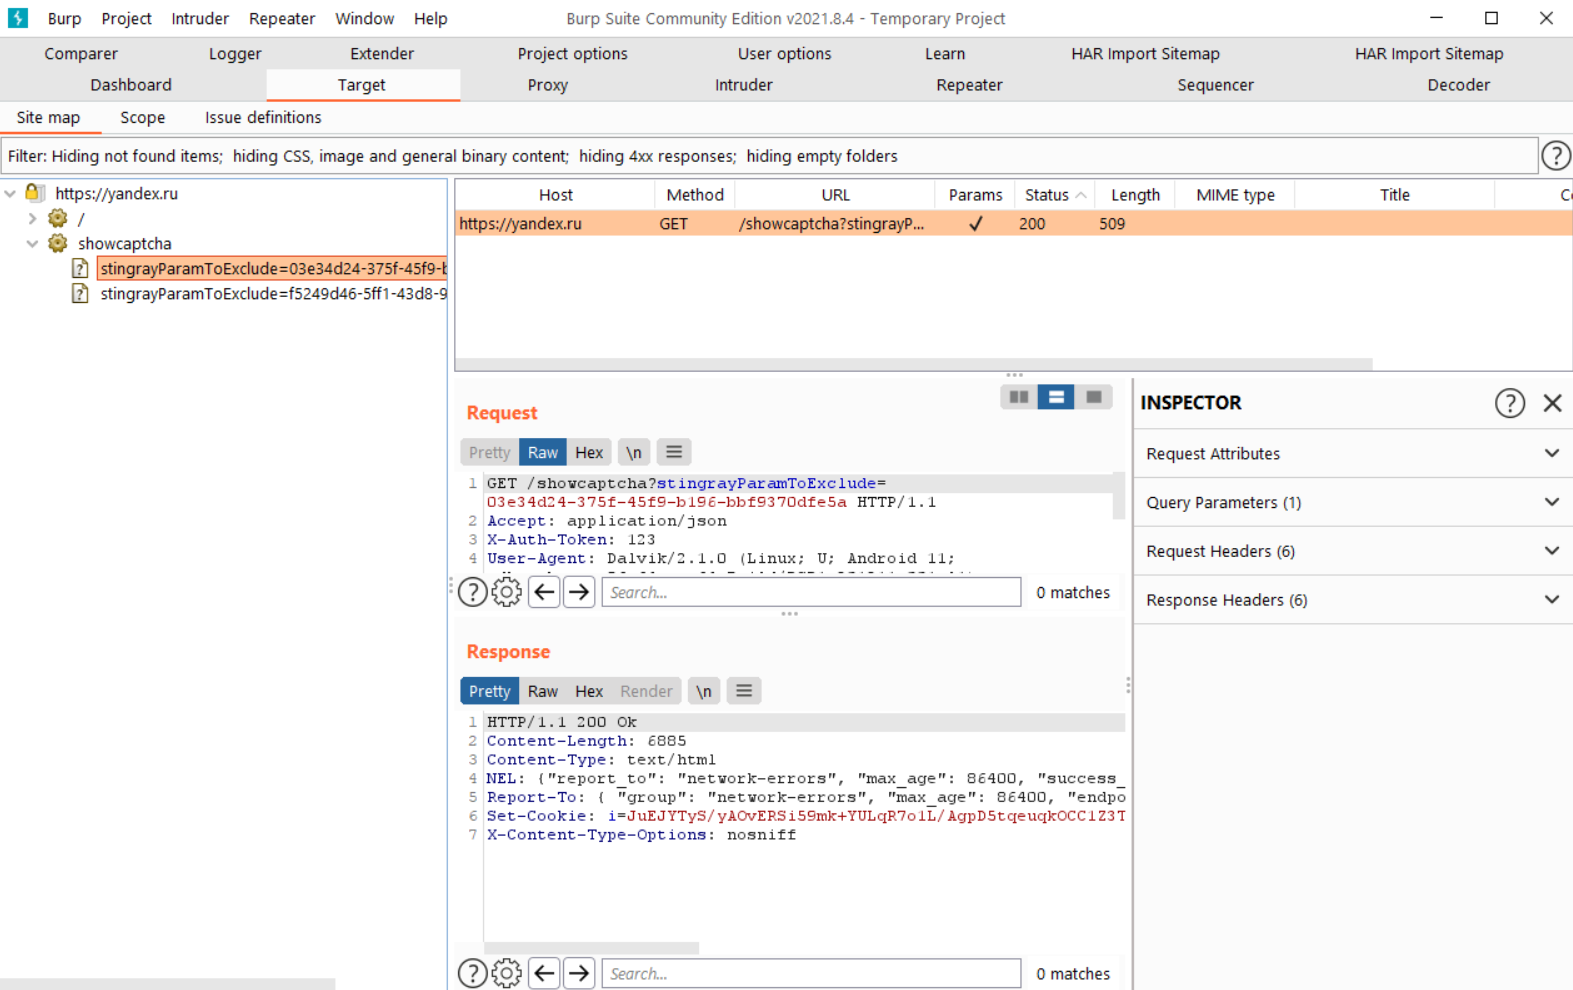 Burp Project Intruder Repeater Window Help Burp Suite Community Edition v2021.8.4 - Temporary Project
Comparer Logger Extender Project options User options Learn HAR Import Sitemap HAR Import Sitemap
Dashboard Target Proxy Intruder Repeater Sequencer Decoder
Site map Scope Issue definitions
Filter: Hiding not found items; hiding CSS, image and general binary content; hiding 4xx responses; hiding empty folders
https://yandex.ru
/
showcaptcha
stingrayParamToExclude=03e34d24-375f-45f9-b
stingrayParamToExclude=f5249d46-5ff1-43d8-9
Host Method URL Params Status Length MIME type Title
https://yandex.ru GET /showcaptcha?stingrayP... ✓ 200 509
Request
Pretty Raw Hex \n
1 GET /showcaptcha?stingrayParamToExclude=
03e34d24-375f-45f9-b196-bbf9370dfe5a HTTP/1.1
2 Accept: application/json
3 X-Auth-Token: 123
4 User-Agent: Dalvik/2.1.0 (Linux; U; Android 11;
Search... 0 matches
Response
Pretty Raw Hex Render \n
1 HTTP/1.1 200 Ok
2 Content-Length: 6885
3 Content-Type: text/html
4 NEL: {"report_to": "network-errors", "max_age": 86400, "success_
5 Report-To: { "group": "network-errors", "max_age": 86400, "endpo
6 Set-Cookie: i=JuEJYTyS/yAOvERSi59mk+YULqR7o1L/AgpD5tqeuqkOCC1Z3T
7 X-Content-Type-Options: nosniff
Search... 0 matches
INSPECTOR
Request Attributes
Query Parameters (1)
Request Headers (6)
Response Headers (6)